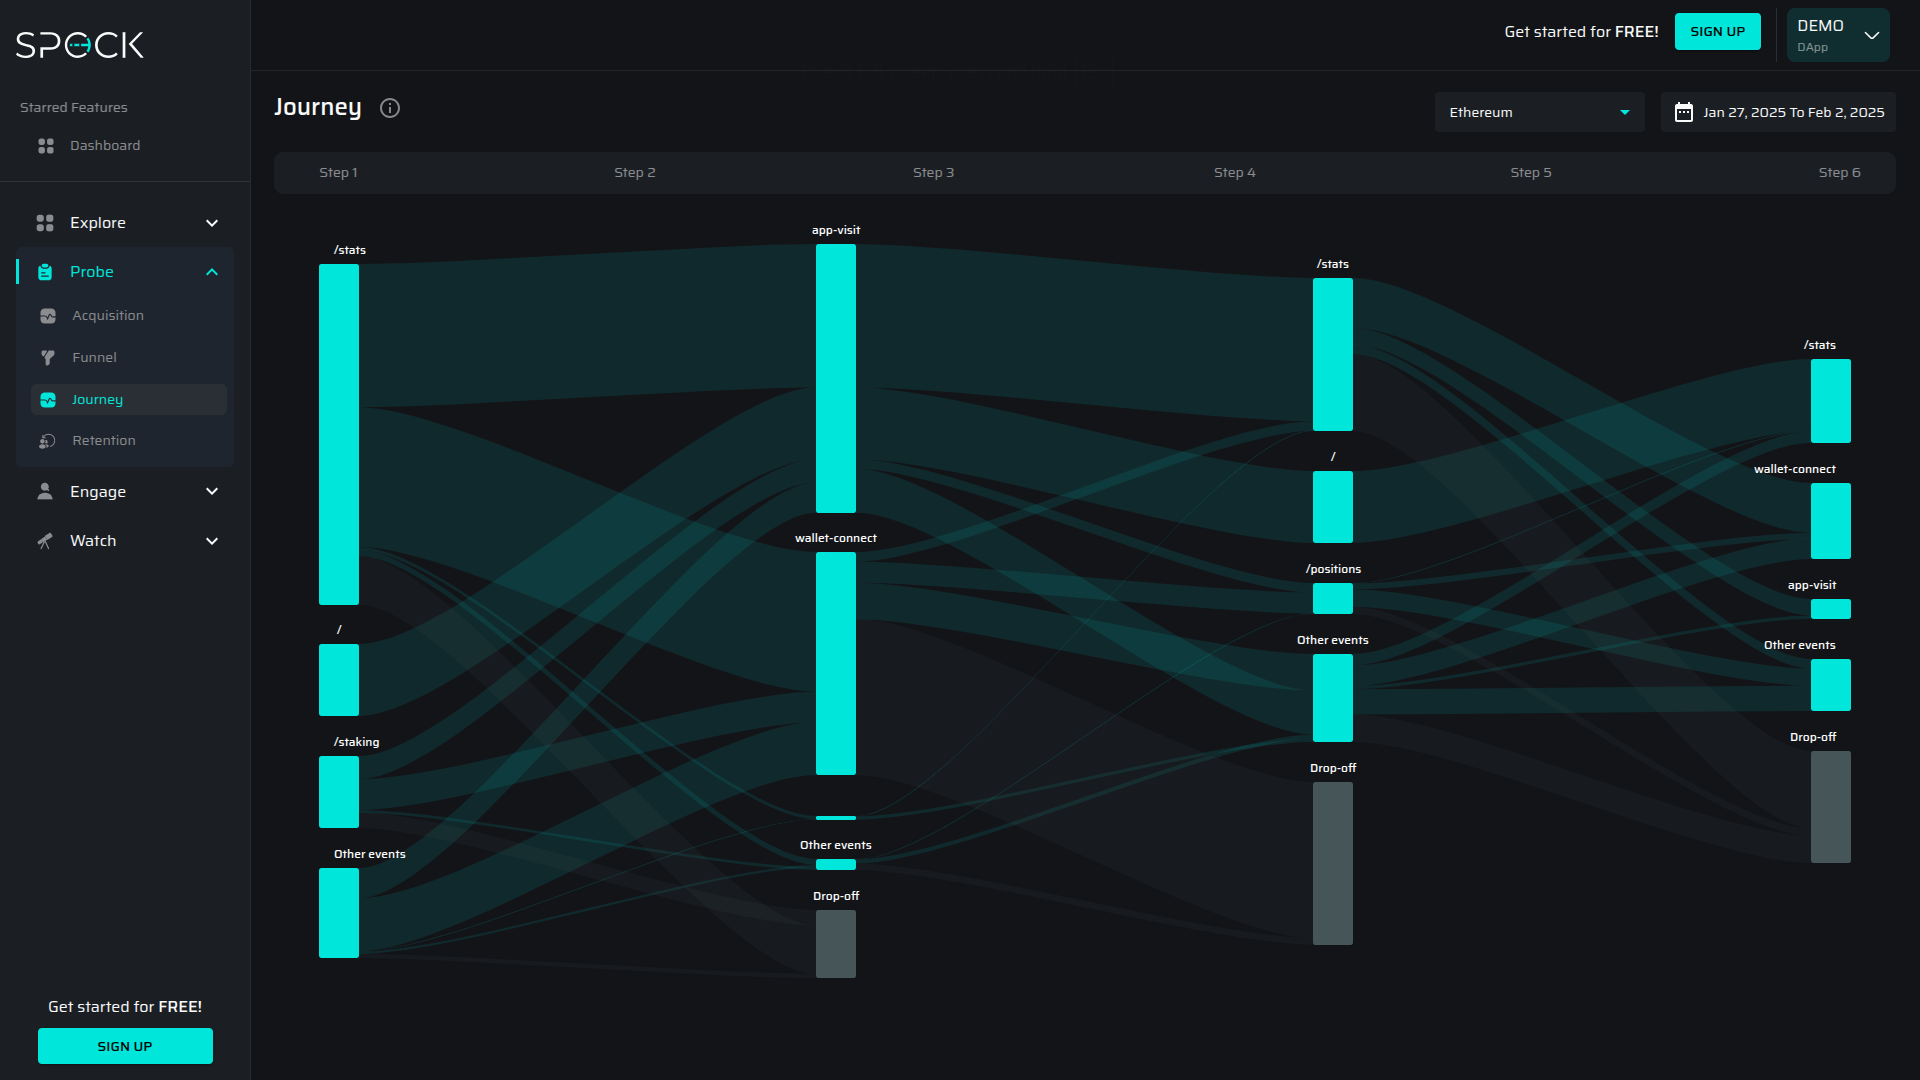 SPOCK
Get started for FREE!
SIGN UP
DEMO
DApp
Starred Features
Dashboard
Explore
Probe
Acquisition
Funnel
Journey
Retention
Engage
Watch
Get started for FREE!
SIGN UP
Journey
Ethereum
Jan 27, 2025 To Feb 2, 2025
Step 1
Step 2
Step 3
Step 4
Step 5
Step 6
/stats
/
/staking
Other events
app-visit
wallet-connect
Other events
Drop-off
/stats
/
/positions
Other events
Drop-off
/stats
wallet-connect
app-visit
Other events
Drop-off